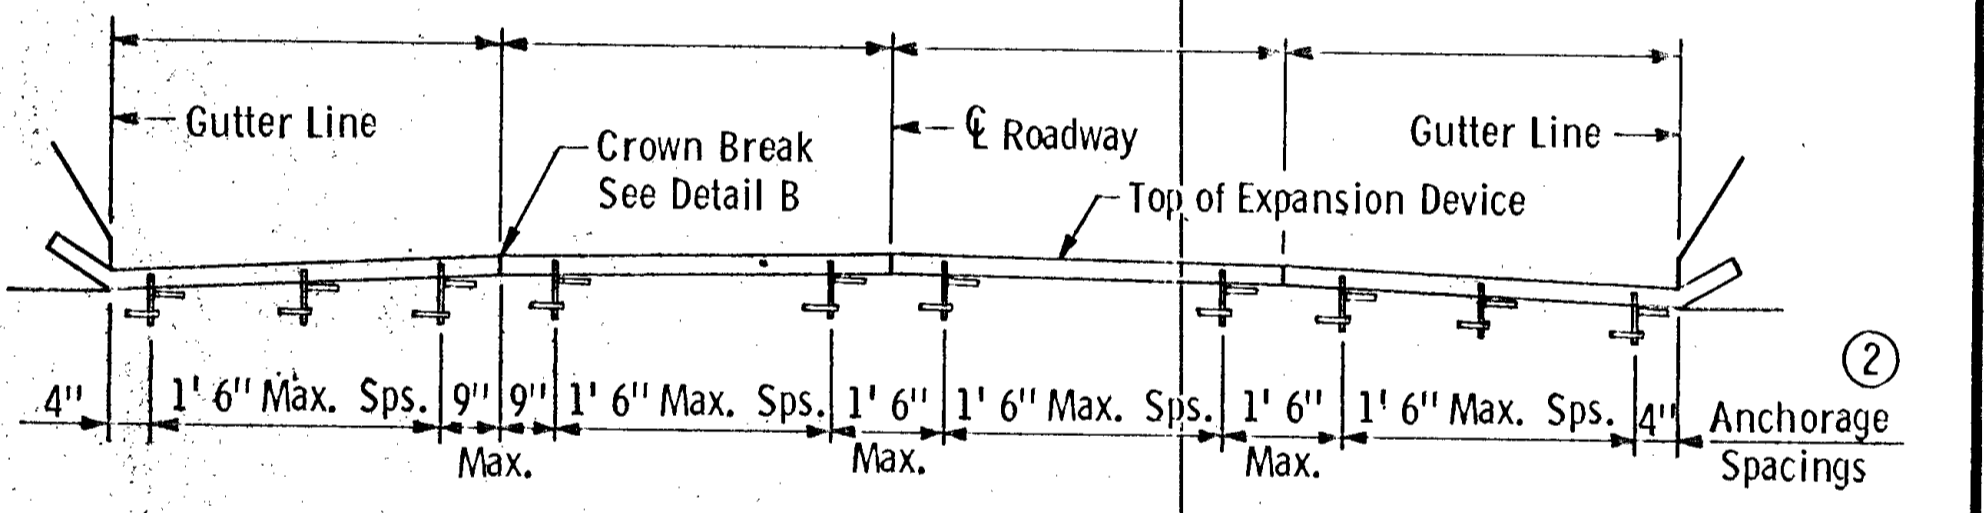 Gutter Line
Crown Break
See Detail B
℄ Roadway
Gutter Line
Top of Expansion Device
2
4" 1' 6" Max. Sps. 9" 9" 1' 6" Max. Sps. 1' 6" 1' 6" Max. Sps. 1' 6" 1' 6" Max. Sps. 4" Anchorage
Max. Max. Max. Spacings